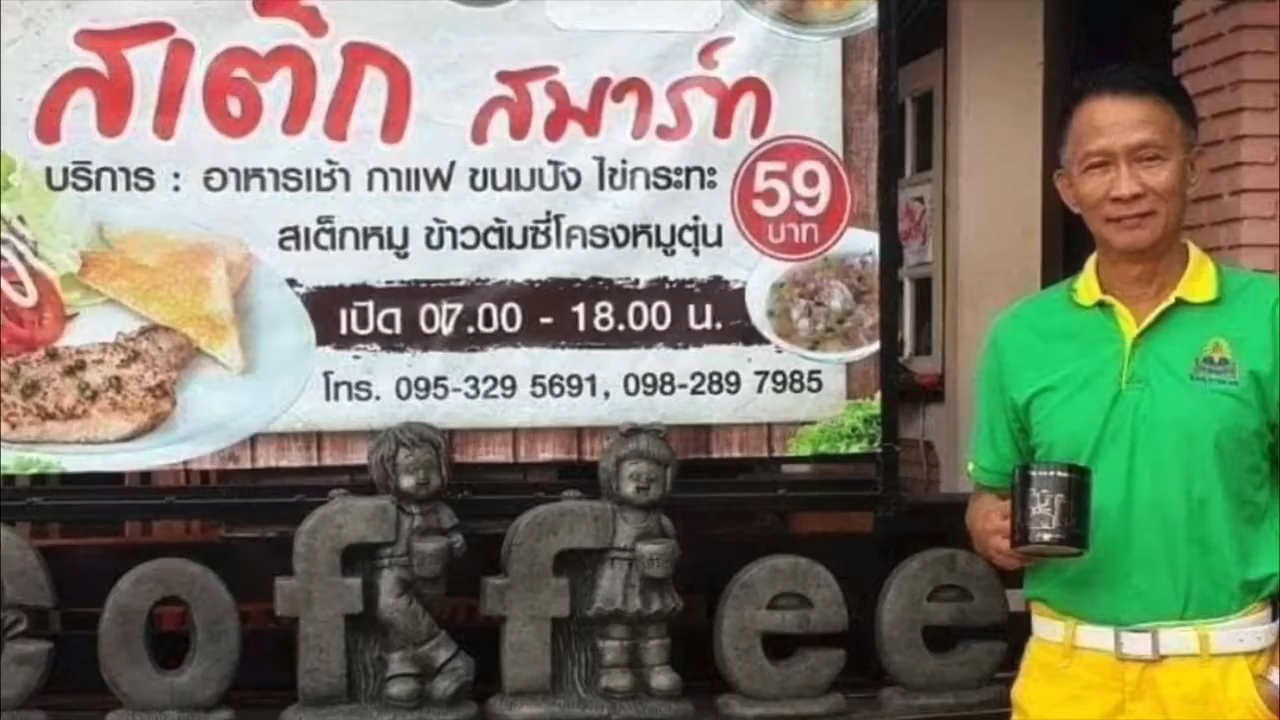 สเต๊ก สมาร์ท
บริการ : อาหารเช้า กาแฟ ขนมปัง ไข่กระทะ
สเต็กหมู ข้าวต้มซี่โครงหมูตุ๋น
59
บาท
เปิด 07.00 - 18.00 น.
โทร. 095-329 5691, 098-289 7985
coffee